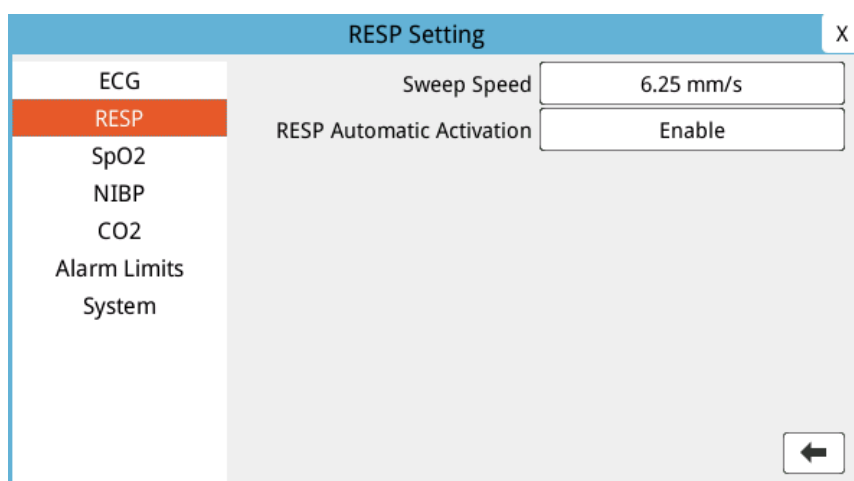 RESP Setting
X
ECG
RESP
SpO2
NIBP
CO2
Alarm Limits
System
Sweep Speed 6.25 mm/s
RESP Automatic Activation Enable